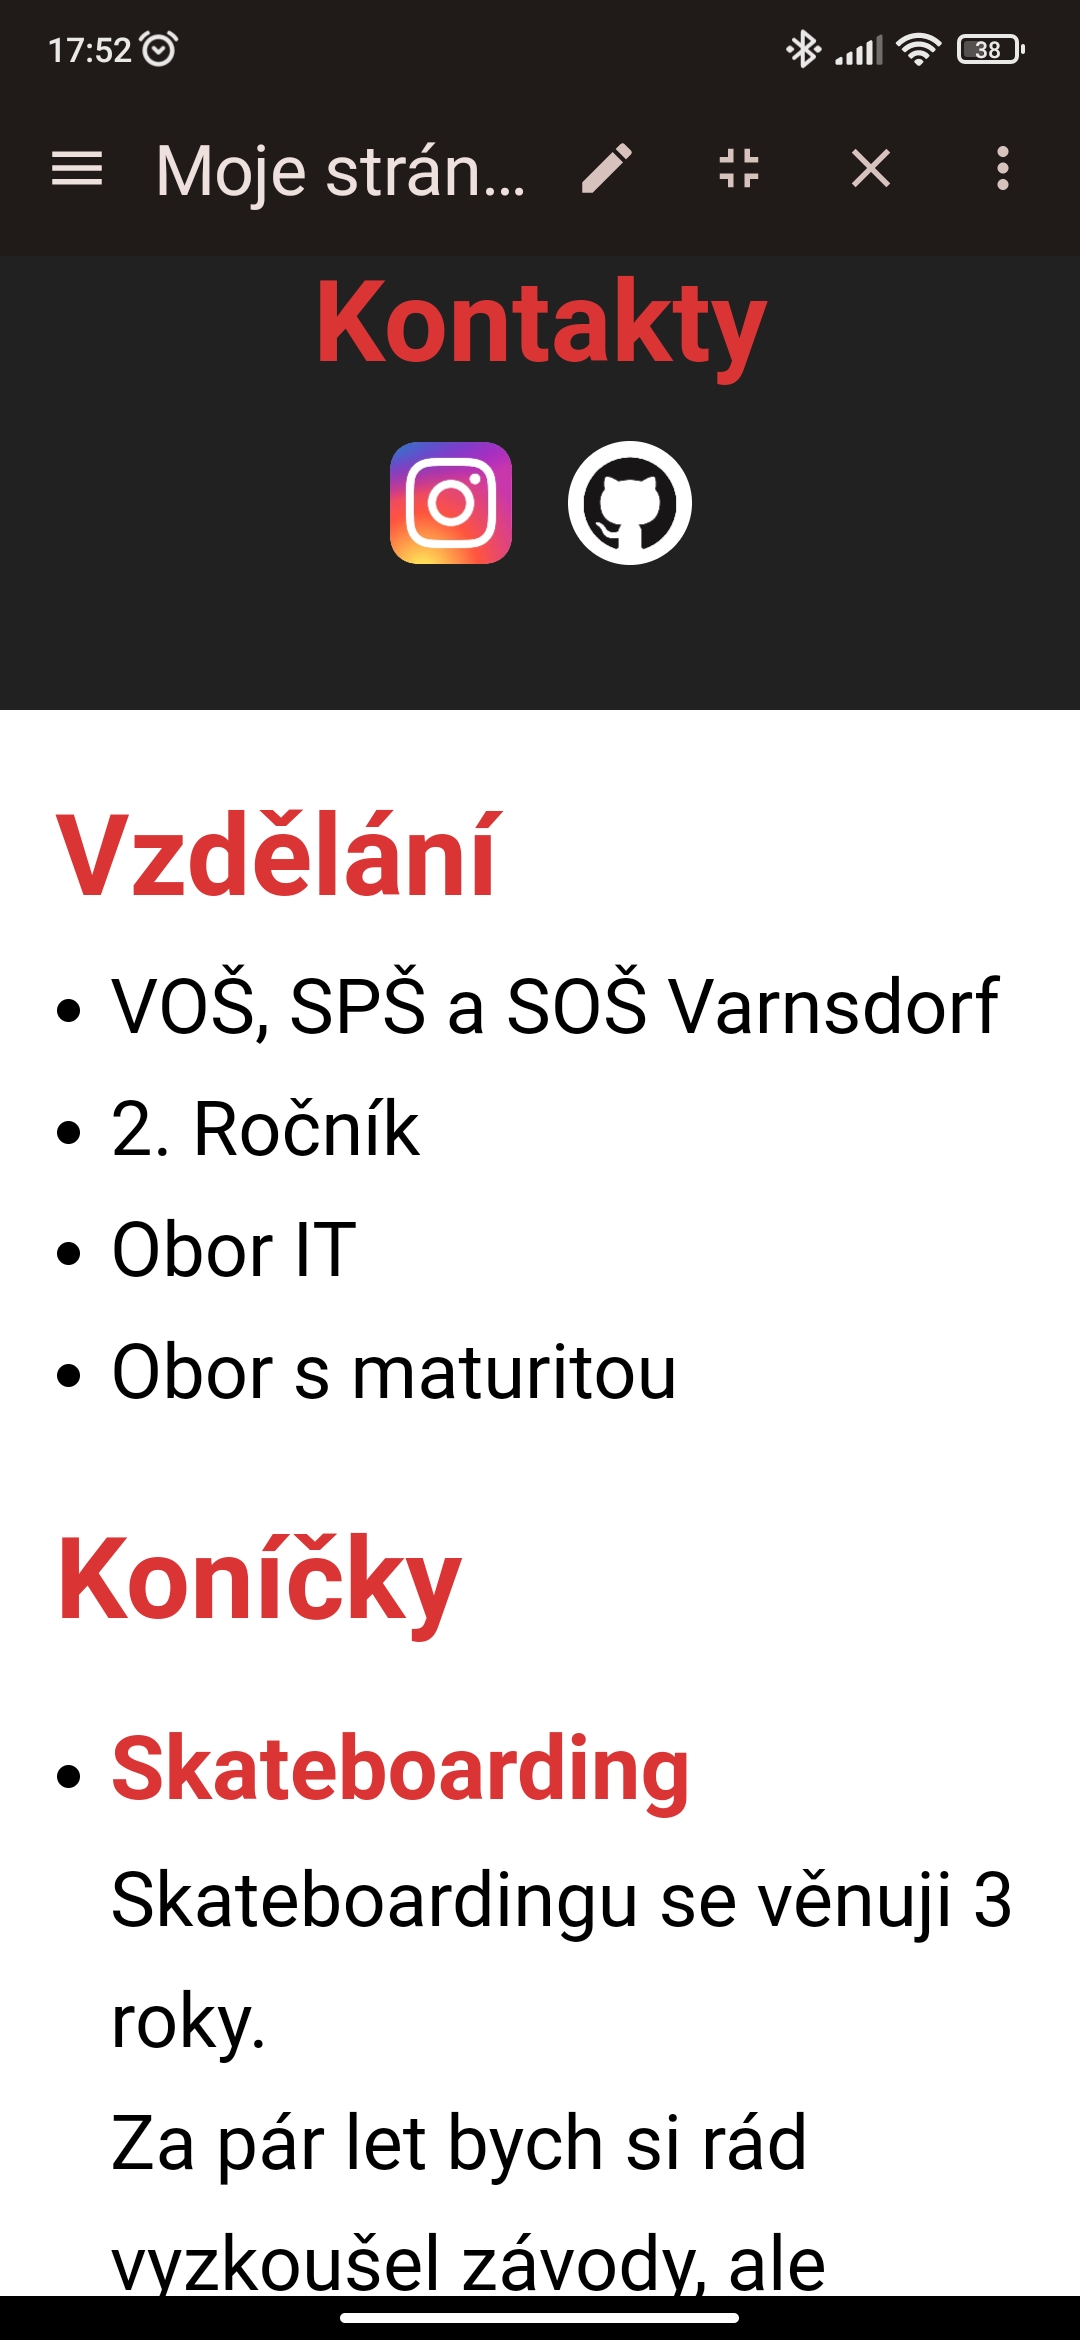 17:52
38
Moje strán...
Kontakty
Vzdělání
• VOŠ, SPŠ a SOŠ Varnsdorf
• 2. Ročník
• Obor IT
• Obor s maturitou
Koníčky
• Skateboarding
Skateboardingu se věnuji 3
roky.
Za pár let bych si rád
vyzkoušel závody, ale